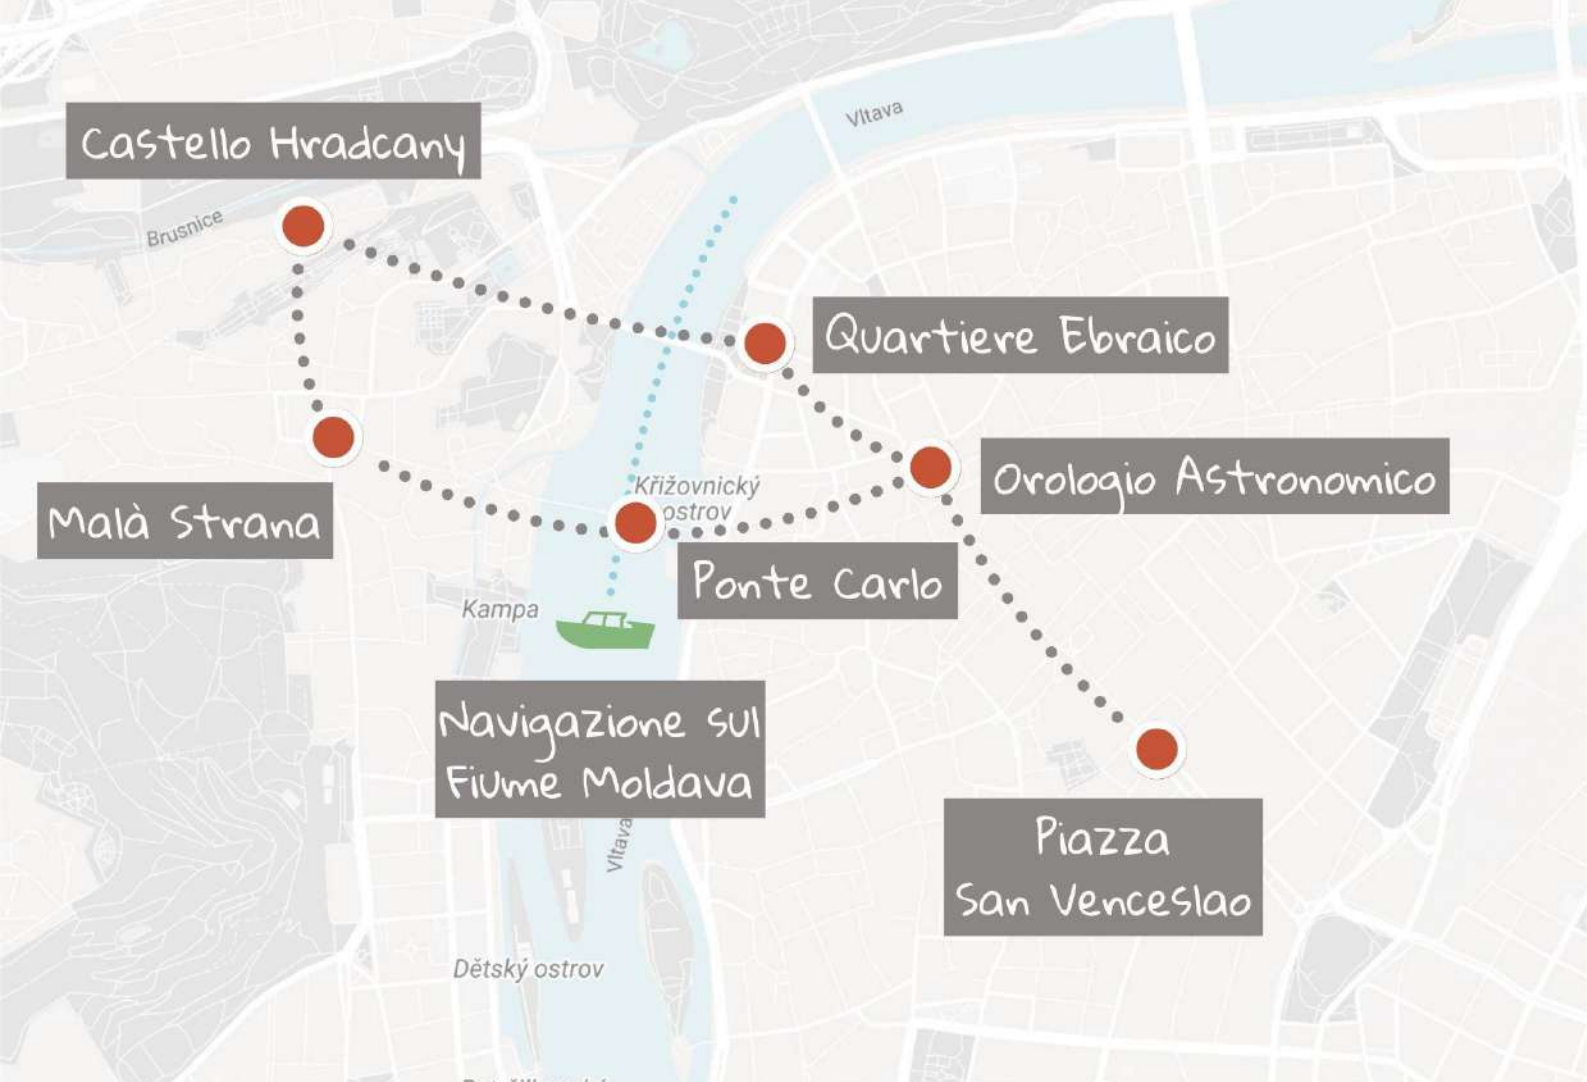 Vltava
Castello Hradcany
Brusnice
Quartiere Ebraico
Orologio Astronomico
Křižovnický
ostrov
Malà Strana
Ponte Carlo
Kampa
Navigazione sul
Fiume Moldava
Vltava
Piazza
San Venceslao
Dětský ostrov